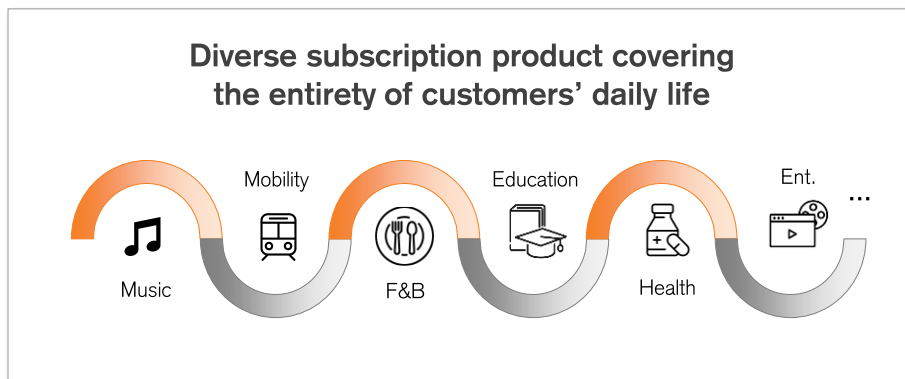 Diverse subscription product covering
the entirety of customers’ daily life
Music
Mobility
F&B
Education
Health
Ent.
...